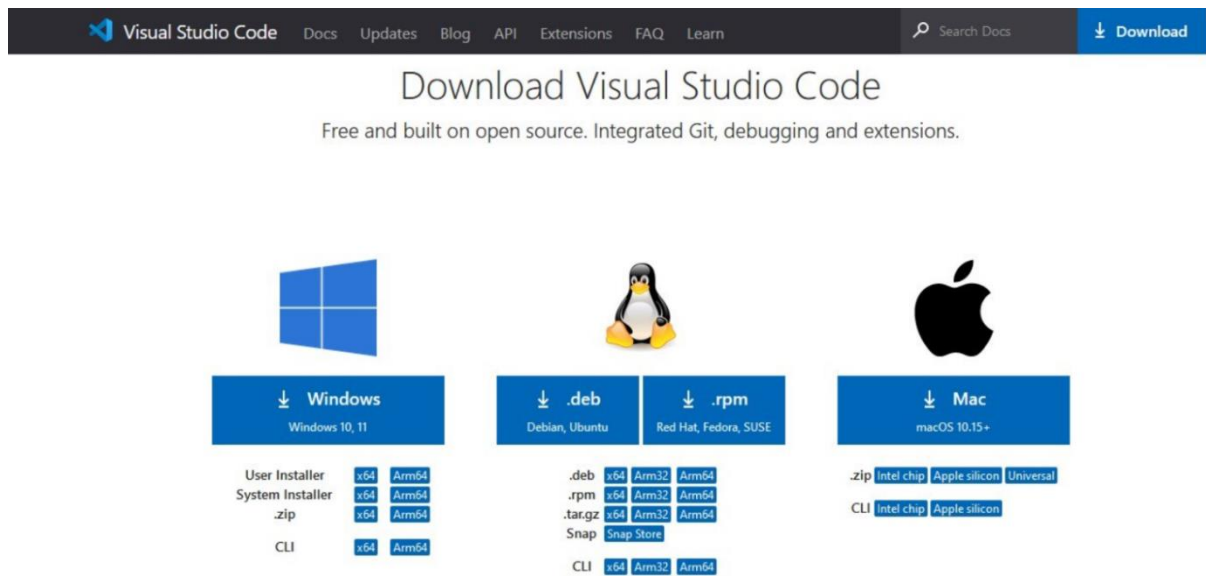 Visual Studio Code Docs Updates Blog API Extensions FAQ Learn Search Docs Download
Download Visual Studio Code
Free and built on open source. Integrated Git, debugging and extensions.
Windows
Windows 10, 11
User Installer x64 Arm64
System Installer x64 Arm64
.zip x64 Arm64
CLI x64 Arm64
.deb
Debian, Ubuntu
.rpm
Red Hat, Fedora, SUSE
.deb x64 Arm32 Arm64
.rpm x64 Arm32 Arm64
.tar.gz x64 Arm32 Arm64
Snap Snap Store
CLI x64 Arm32 Arm64
Mac
macOS 10.15+
.zip Intel chip Apple silicon Universal
CLI Intel chip Apple silicon